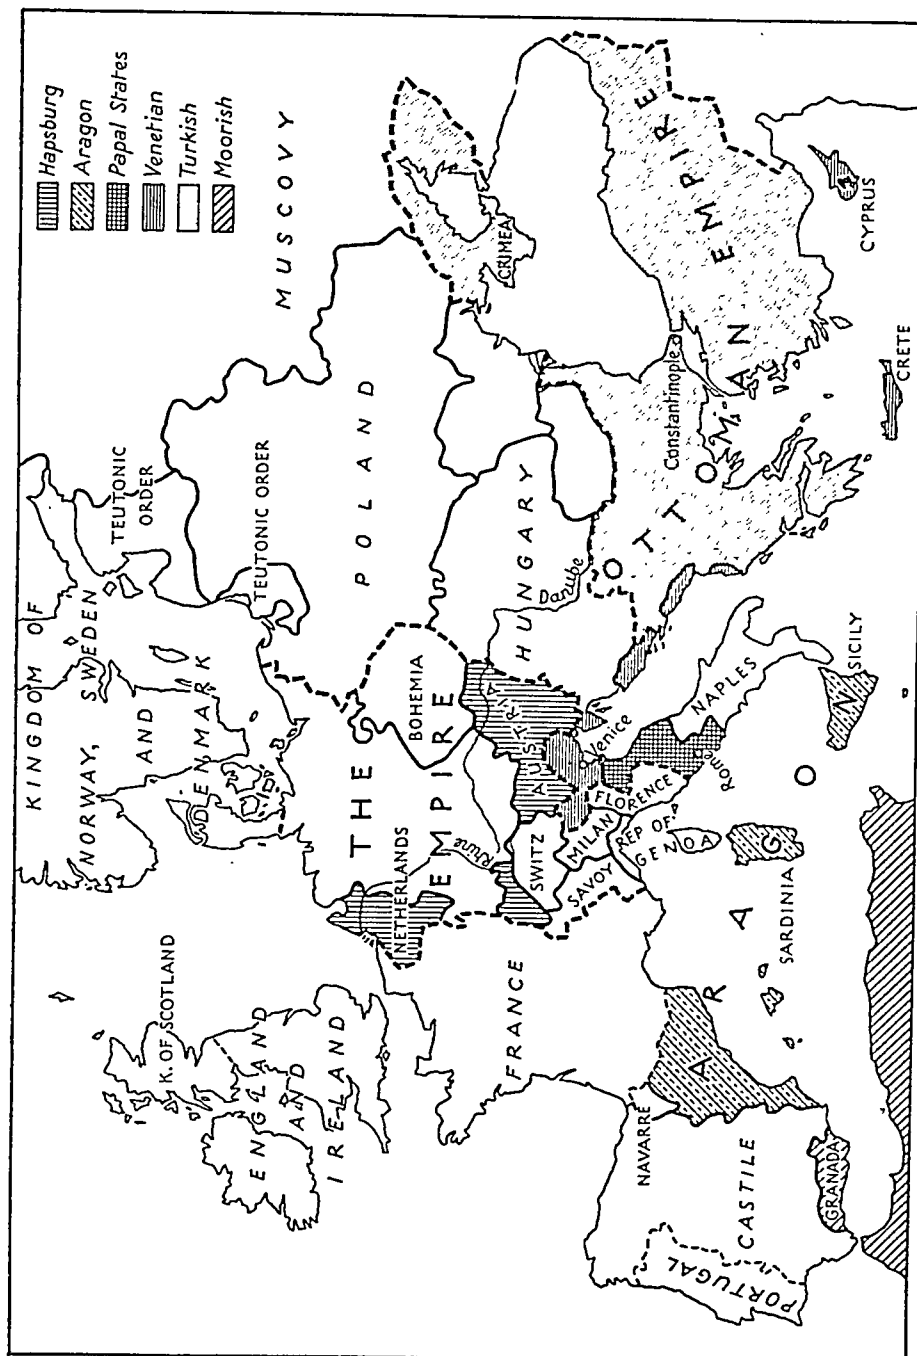 Hapsburg
Aragon
Papal States
Venetian
Turkish
Moorish
KINGDOM OF
NORWAY, SWEDEN
AND
DENMARK
TEUTONIC
ORDER
TEUTONIC ORDER
MUSCOVY
K. OF SCOTLAND
ENGLAND
AND
IRELAND
NETHERLANDS
THE
EMPIRE
Rhine
BOHEMIA
POLAND
CRIMEA
FRANCE
SWITZ
AUSTRIA
HUNGARY
Danube
SAVOY
MILAN
Venice
REP OF
GENOA
FLORENCE
Rome
NAPLES
OTTOMAN EMPIRE
Constantinople
NAVARRE
PORTUGAL
CASTILE
GRANADA
ARAGON
SARDINIA
SICILY
CRETE
CYPRUS